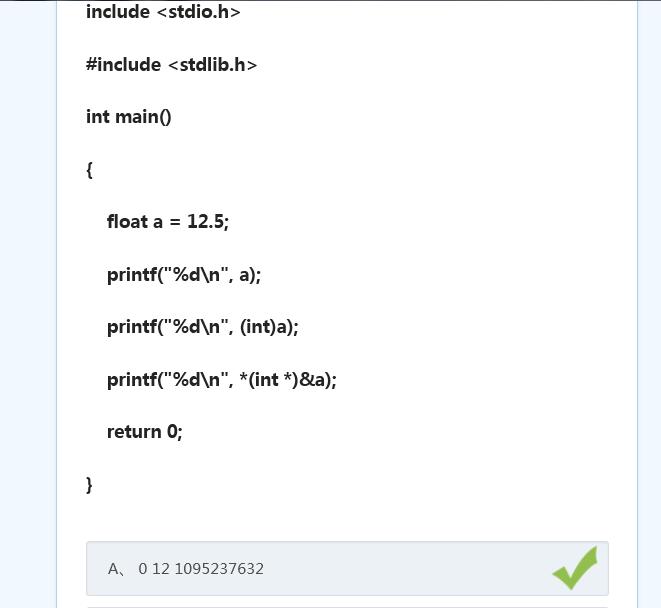 include <stdio.h>
#include <stdlib.h>
int main()
{
float a = 12.5;
printf("%d\n", a);
printf("%d\n", (int)a);
printf("%d\n", *(int *)&a);
return 0;
}
A、 0 12 1095237632